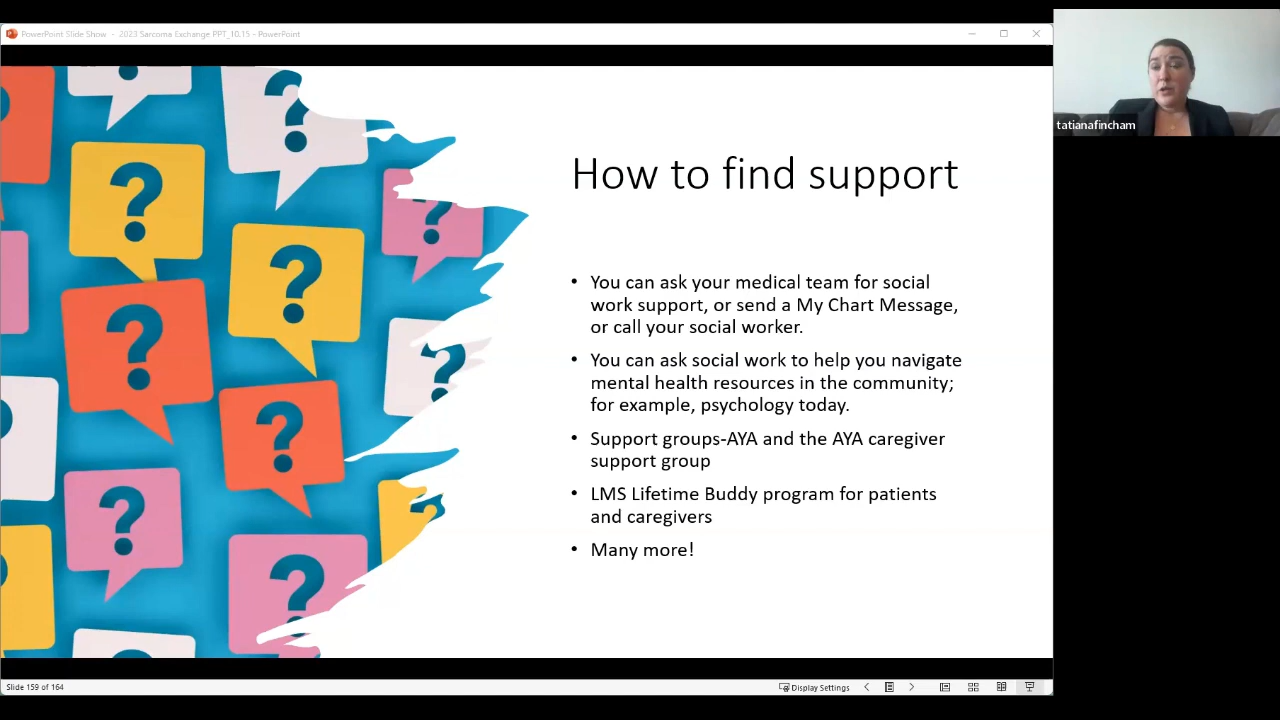 PowerPoint Slide Show - 2023 Sarcoma Exchange PPT_10.15 - PowerPoint
tatianafincham
How to find support
• You can ask your medical team for social
work support, or send a My Chart Message,
or call your social worker.
• You can ask social work to help you navigate
mental health resources in the community;
for example, psychology today.
• Support groups-AYA and the AYA caregiver
support group
• LMS Lifetime Buddy program for patients
and caregivers
• Many more!
Slide 159 of 164
Display Settings